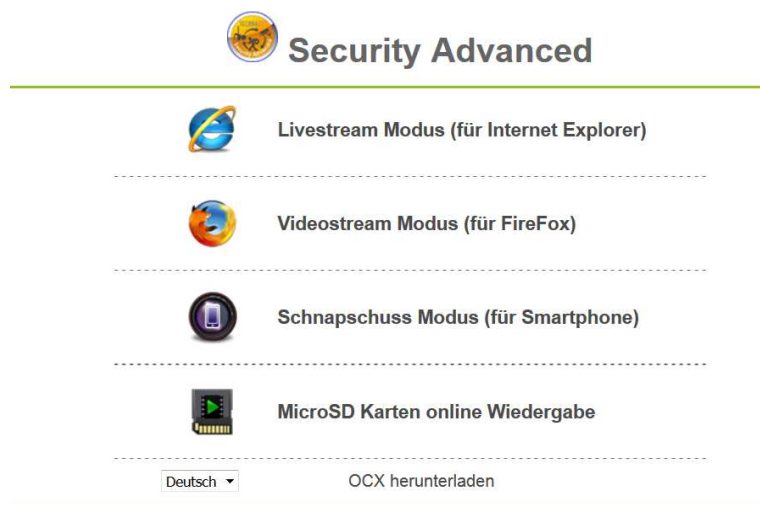 Security Advanced
Livestream Modus (für Internet Explorer)
Videostream Modus (für FireFox)
Schnapschuss Modus (für Smartphone)
MicroSD Karten online Wiedergabe
Deutsch
OCX herunterladen